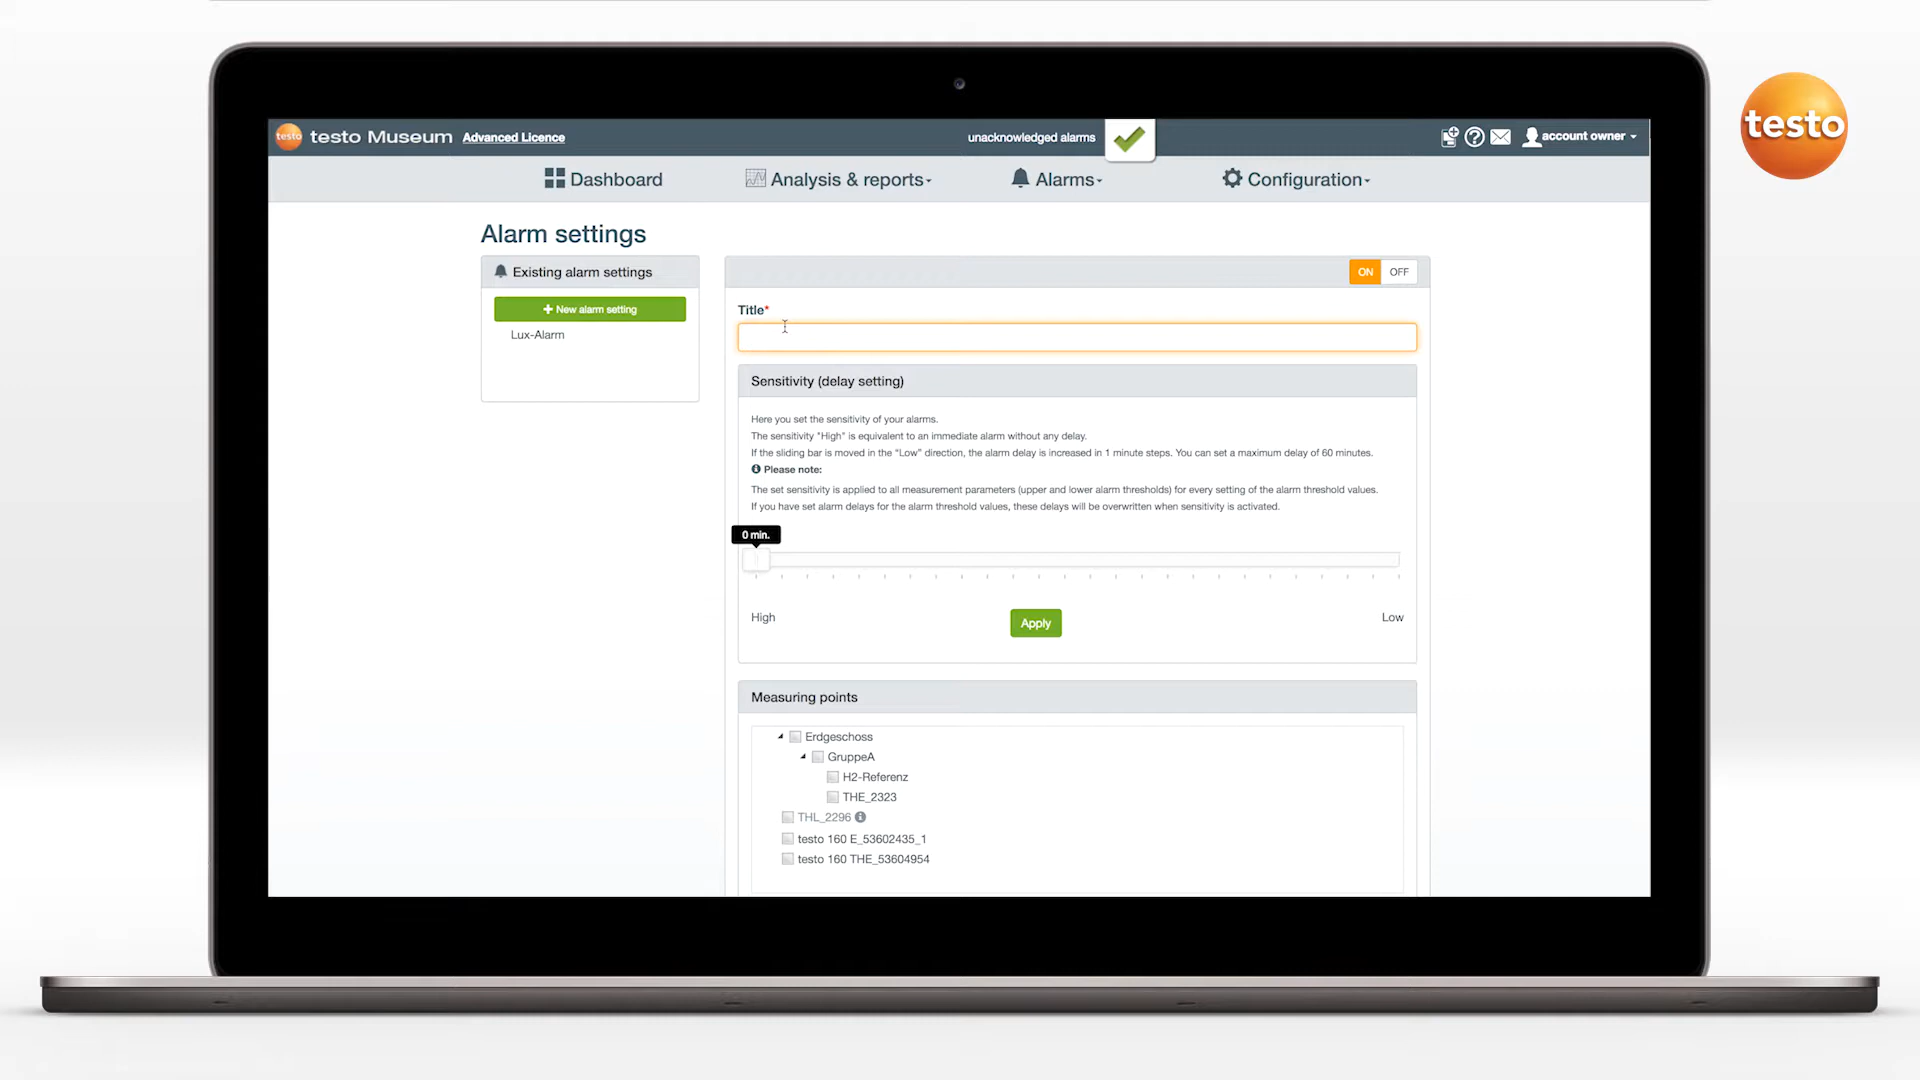 testo
testo Museum Advanced Licence unacknowledged alarms account owner
Dashboard Analysis & reports Alarms Configuration
Alarm settings
Existing alarm settings
ON OFF
+ New alarm setting
Lux-Alarm
Title*
Sensitivity (delay setting)
Here you set the sensitivity of your alarms.
The sensitivity "High" is equivalent to an immediate alarm without any delay.
If the sliding bar is moved in the "Low" direction, the alarm delay is increased in 1 minute steps. You can set a maximum delay of 60 minutes.
Please note:
The set sensitivity is applied to all measurement parameters (upper and lower alarm thresholds) for every setting of the alarm threshold values.
If you have set alarm delays for the alarm threshold values, these delays will be overwritten when sensitivity is activated.
0 min.
High Apply Low
Measuring points
Erdgeschoss
GruppeA
H2-Referenz
THE_2323
THL_2296
testo 160 E_53602435_1
testo 160 THE_53604954
testo